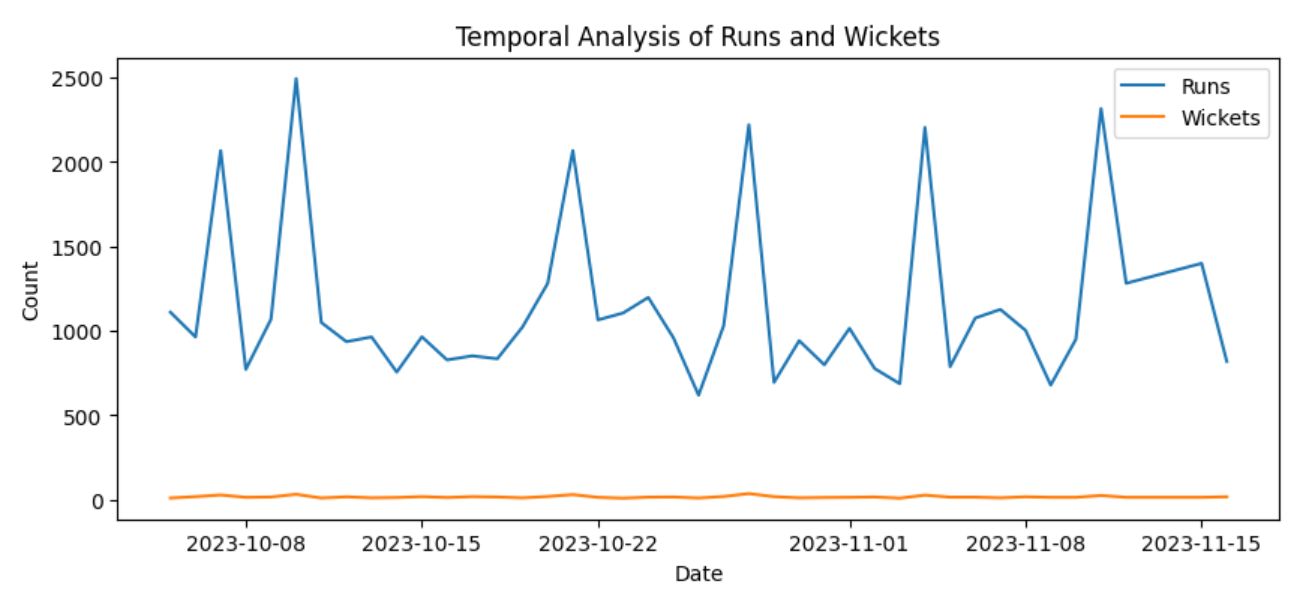 Temporal Analysis of Runs and Wickets
Runs
Wickets
2500
2000
1500
1000
500
0
Count
2023-10-08 2023-10-15 2023-10-22 2023-11-01 2023-11-08 2023-11-15
Date